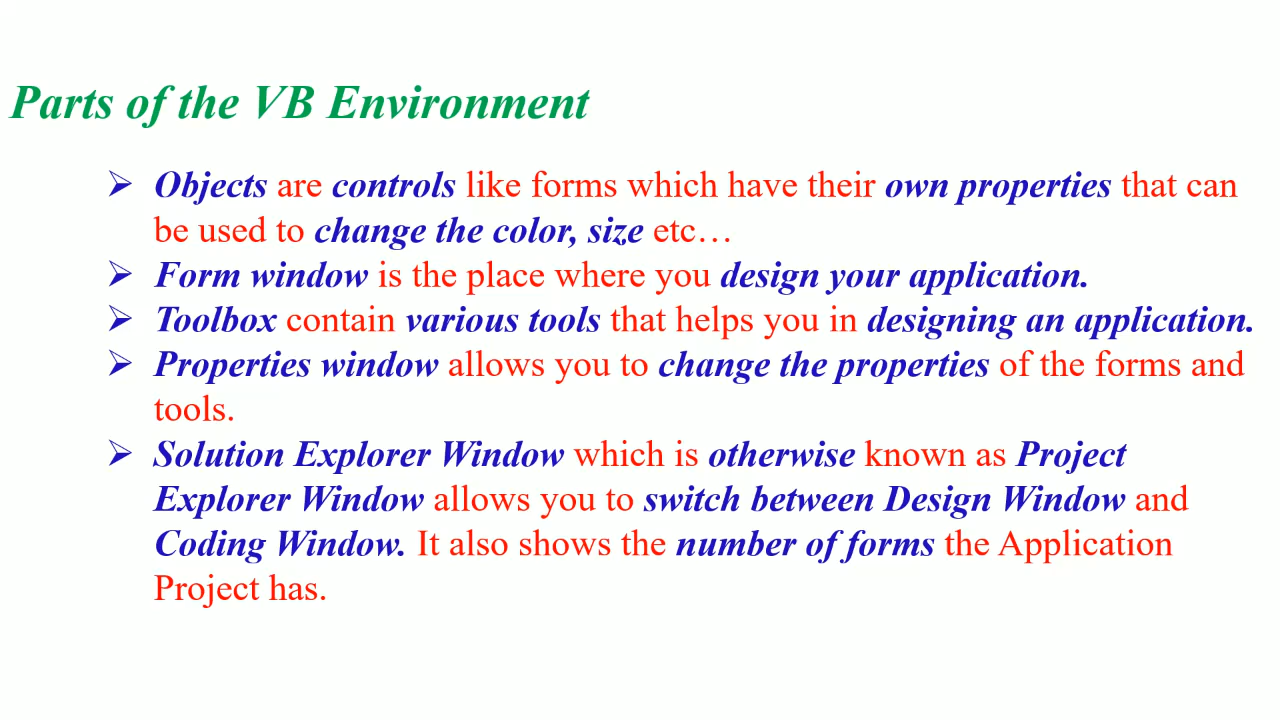 Parts of the VB Environment
➢ Objects are controls like forms which have their own properties that can
be used to change the color, size etc…
➢ Form window is the place where you design your application.
➢ Toolbox contain various tools that helps you in designing an application.
➢ Properties window allows you to change the properties of the forms and
tools.
➢ Solution Explorer Window which is otherwise known as Project
Explorer Window allows you to switch between Design Window and
Coding Window. It also shows the number of forms the Application
Project has.